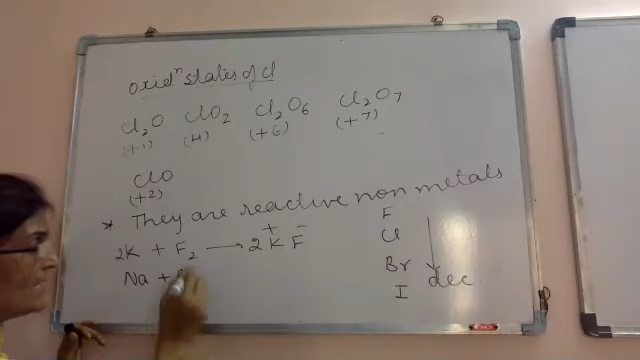 oxidⁿ states of Cl
Cl₂O ClO₂ Cl₂O₆ Cl₂O₇
(+1) (4) (+6) (+7)
ClO
(+2)
* They are reactive non metals
2K + F₂ → 2K⁺ F⁻
Na +
F
Cl
Br
I dec